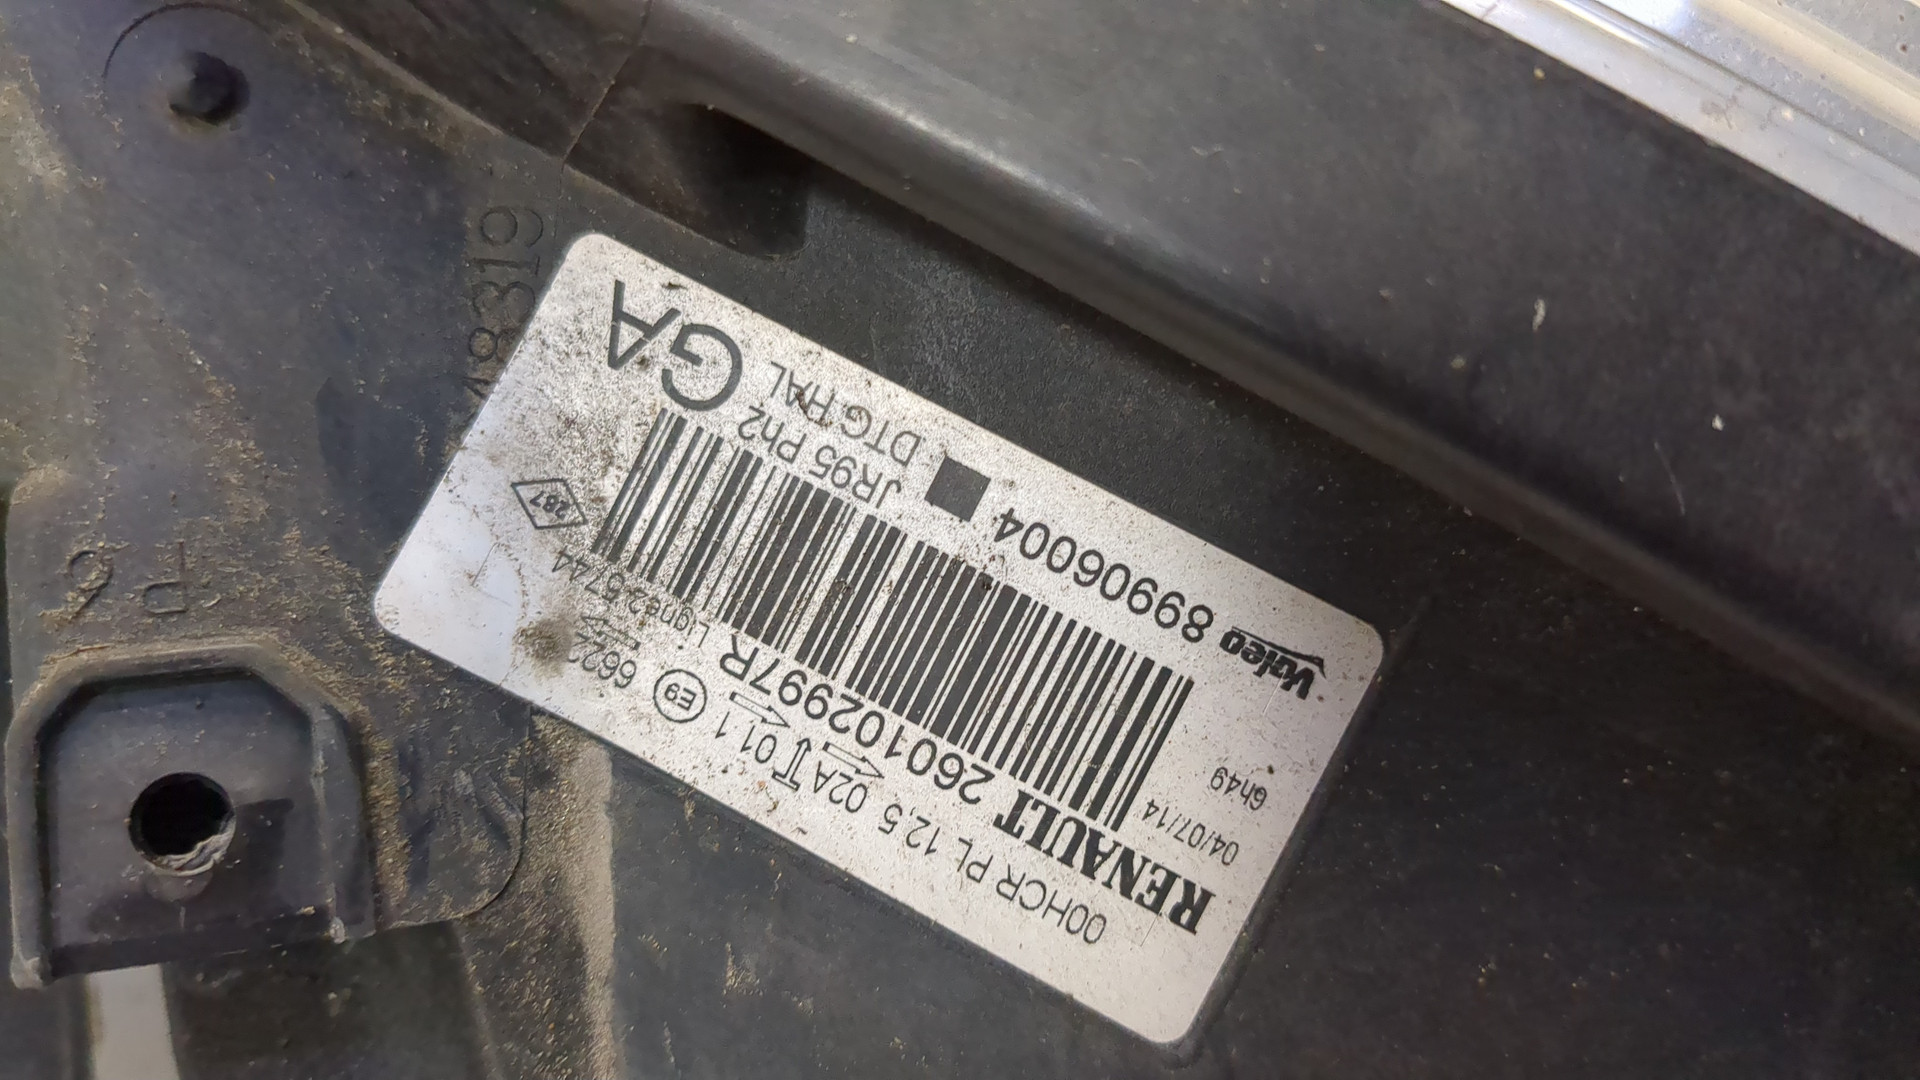 00HCR PL 12,5 02A 01 1 E9
RENAULT 260102997R Ligne2 5744
04/07/14
6h49
287
Valeo 89906004
JR95 Ph2
DTG HAL
GA
P6